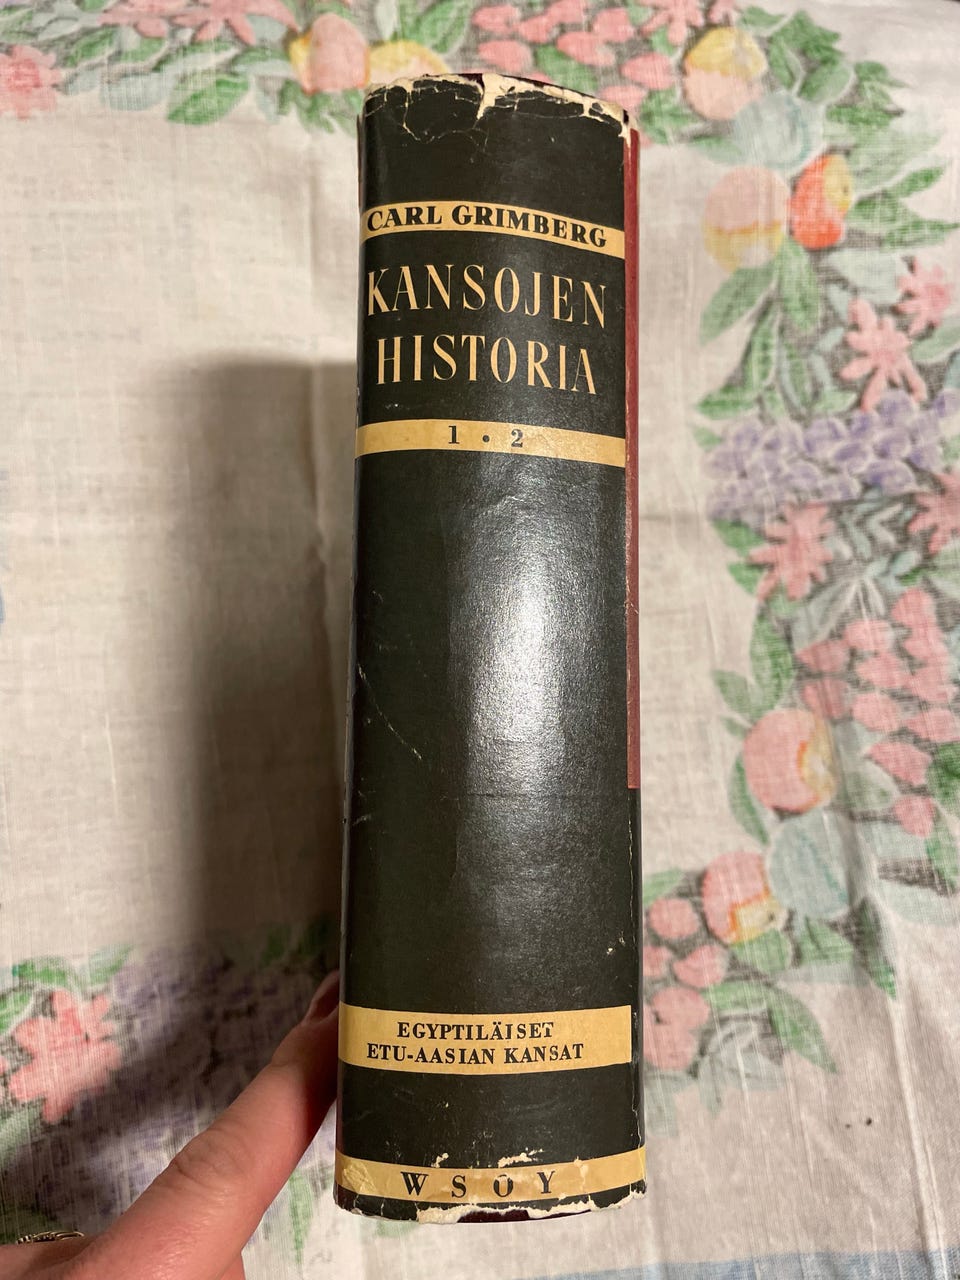 CARL GRIMBERG
KANSOJEN
HISTORIA
1 • 2
EGYPTILÄISET
ETU-AASIAN KANSAT
WSOY